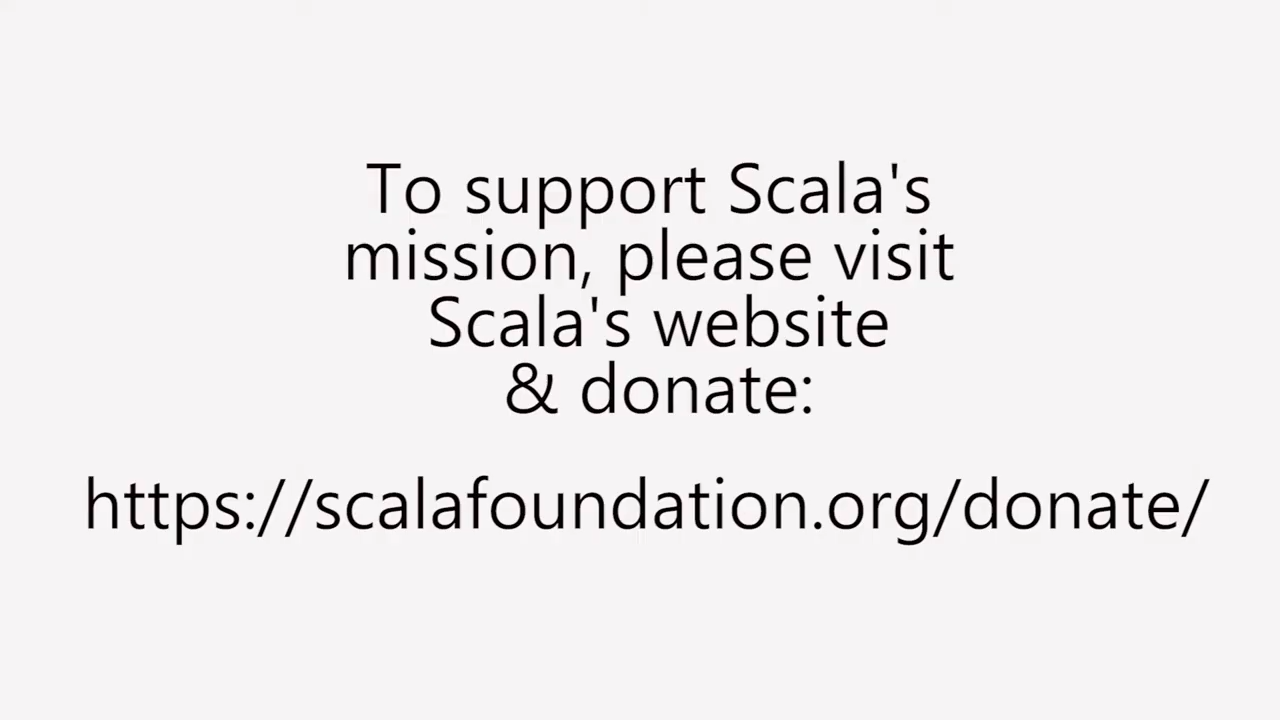 To support Scala's
mission, please visit
Scala's website
& donate:
https://scalafoundation.org/donate/